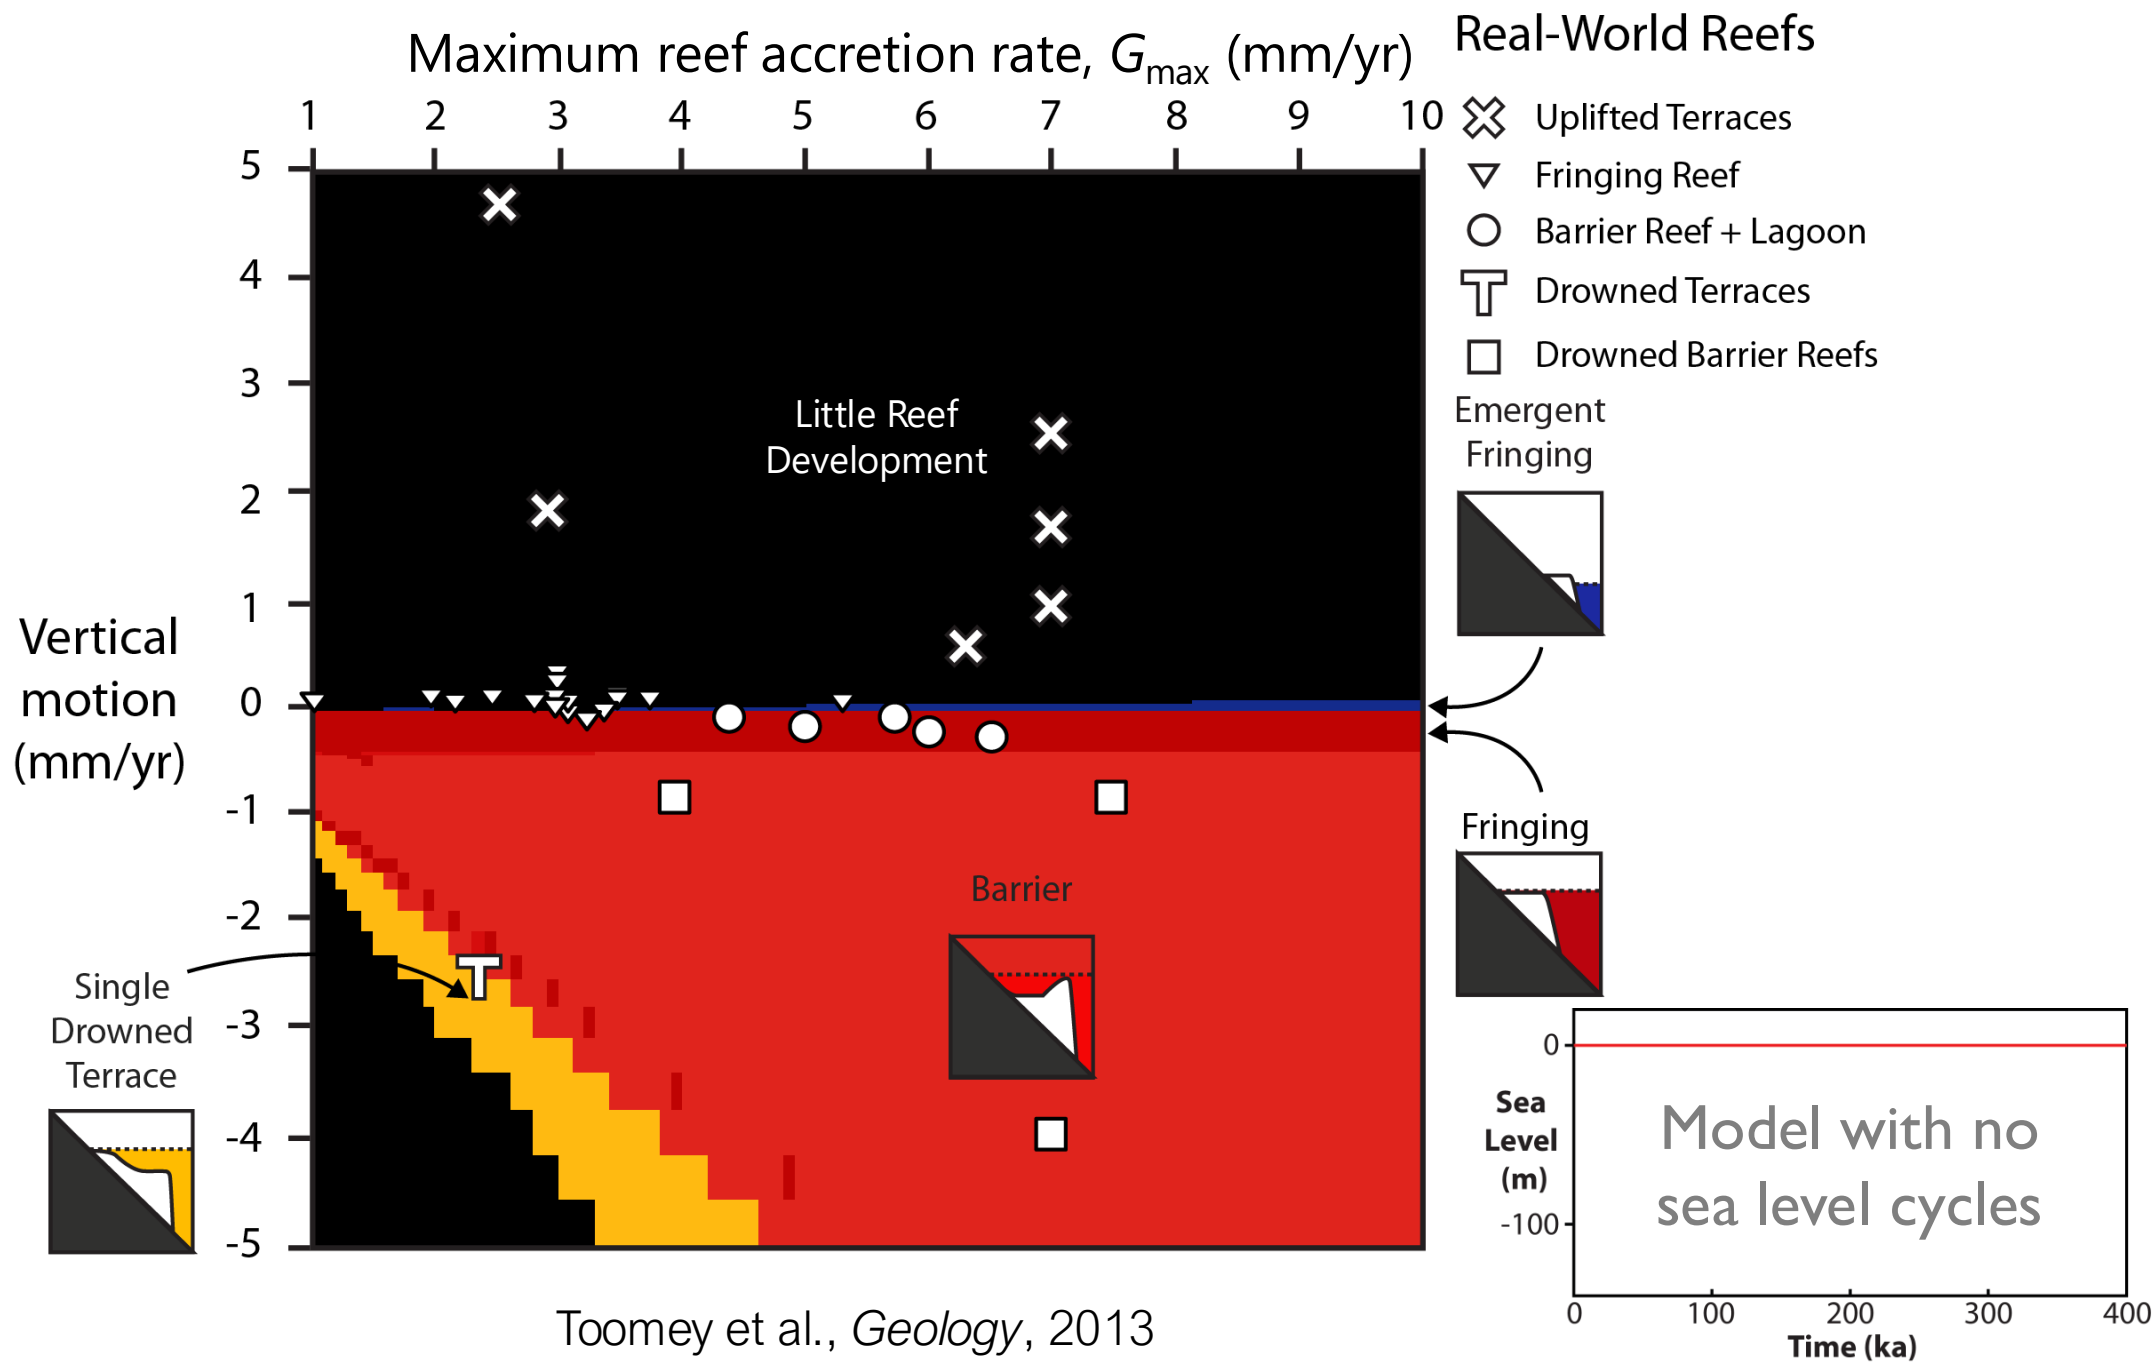 Maximum reef accretion rate, Gmax (mm/yr)
1 2 3 4 5 6 7 8 9 10
Real-World Reefs
Uplifted Terraces
Fringing Reef
Barrier Reef + Lagoon
Drowned Terraces
Drowned Barrier Reefs
5
4
3
2
1
0
-1
-2
-3
-4
-5
Vertical
motion
(mm/yr)
Little Reef
Development
Emergent
Fringing
Fringing
Barrier
Single
Drowned
Terrace
0
-100
Sea
Level
(m)
Model with no
sea level cycles
0 100 200 300 400
Time (ka)
Toomey et al., Geology, 2013